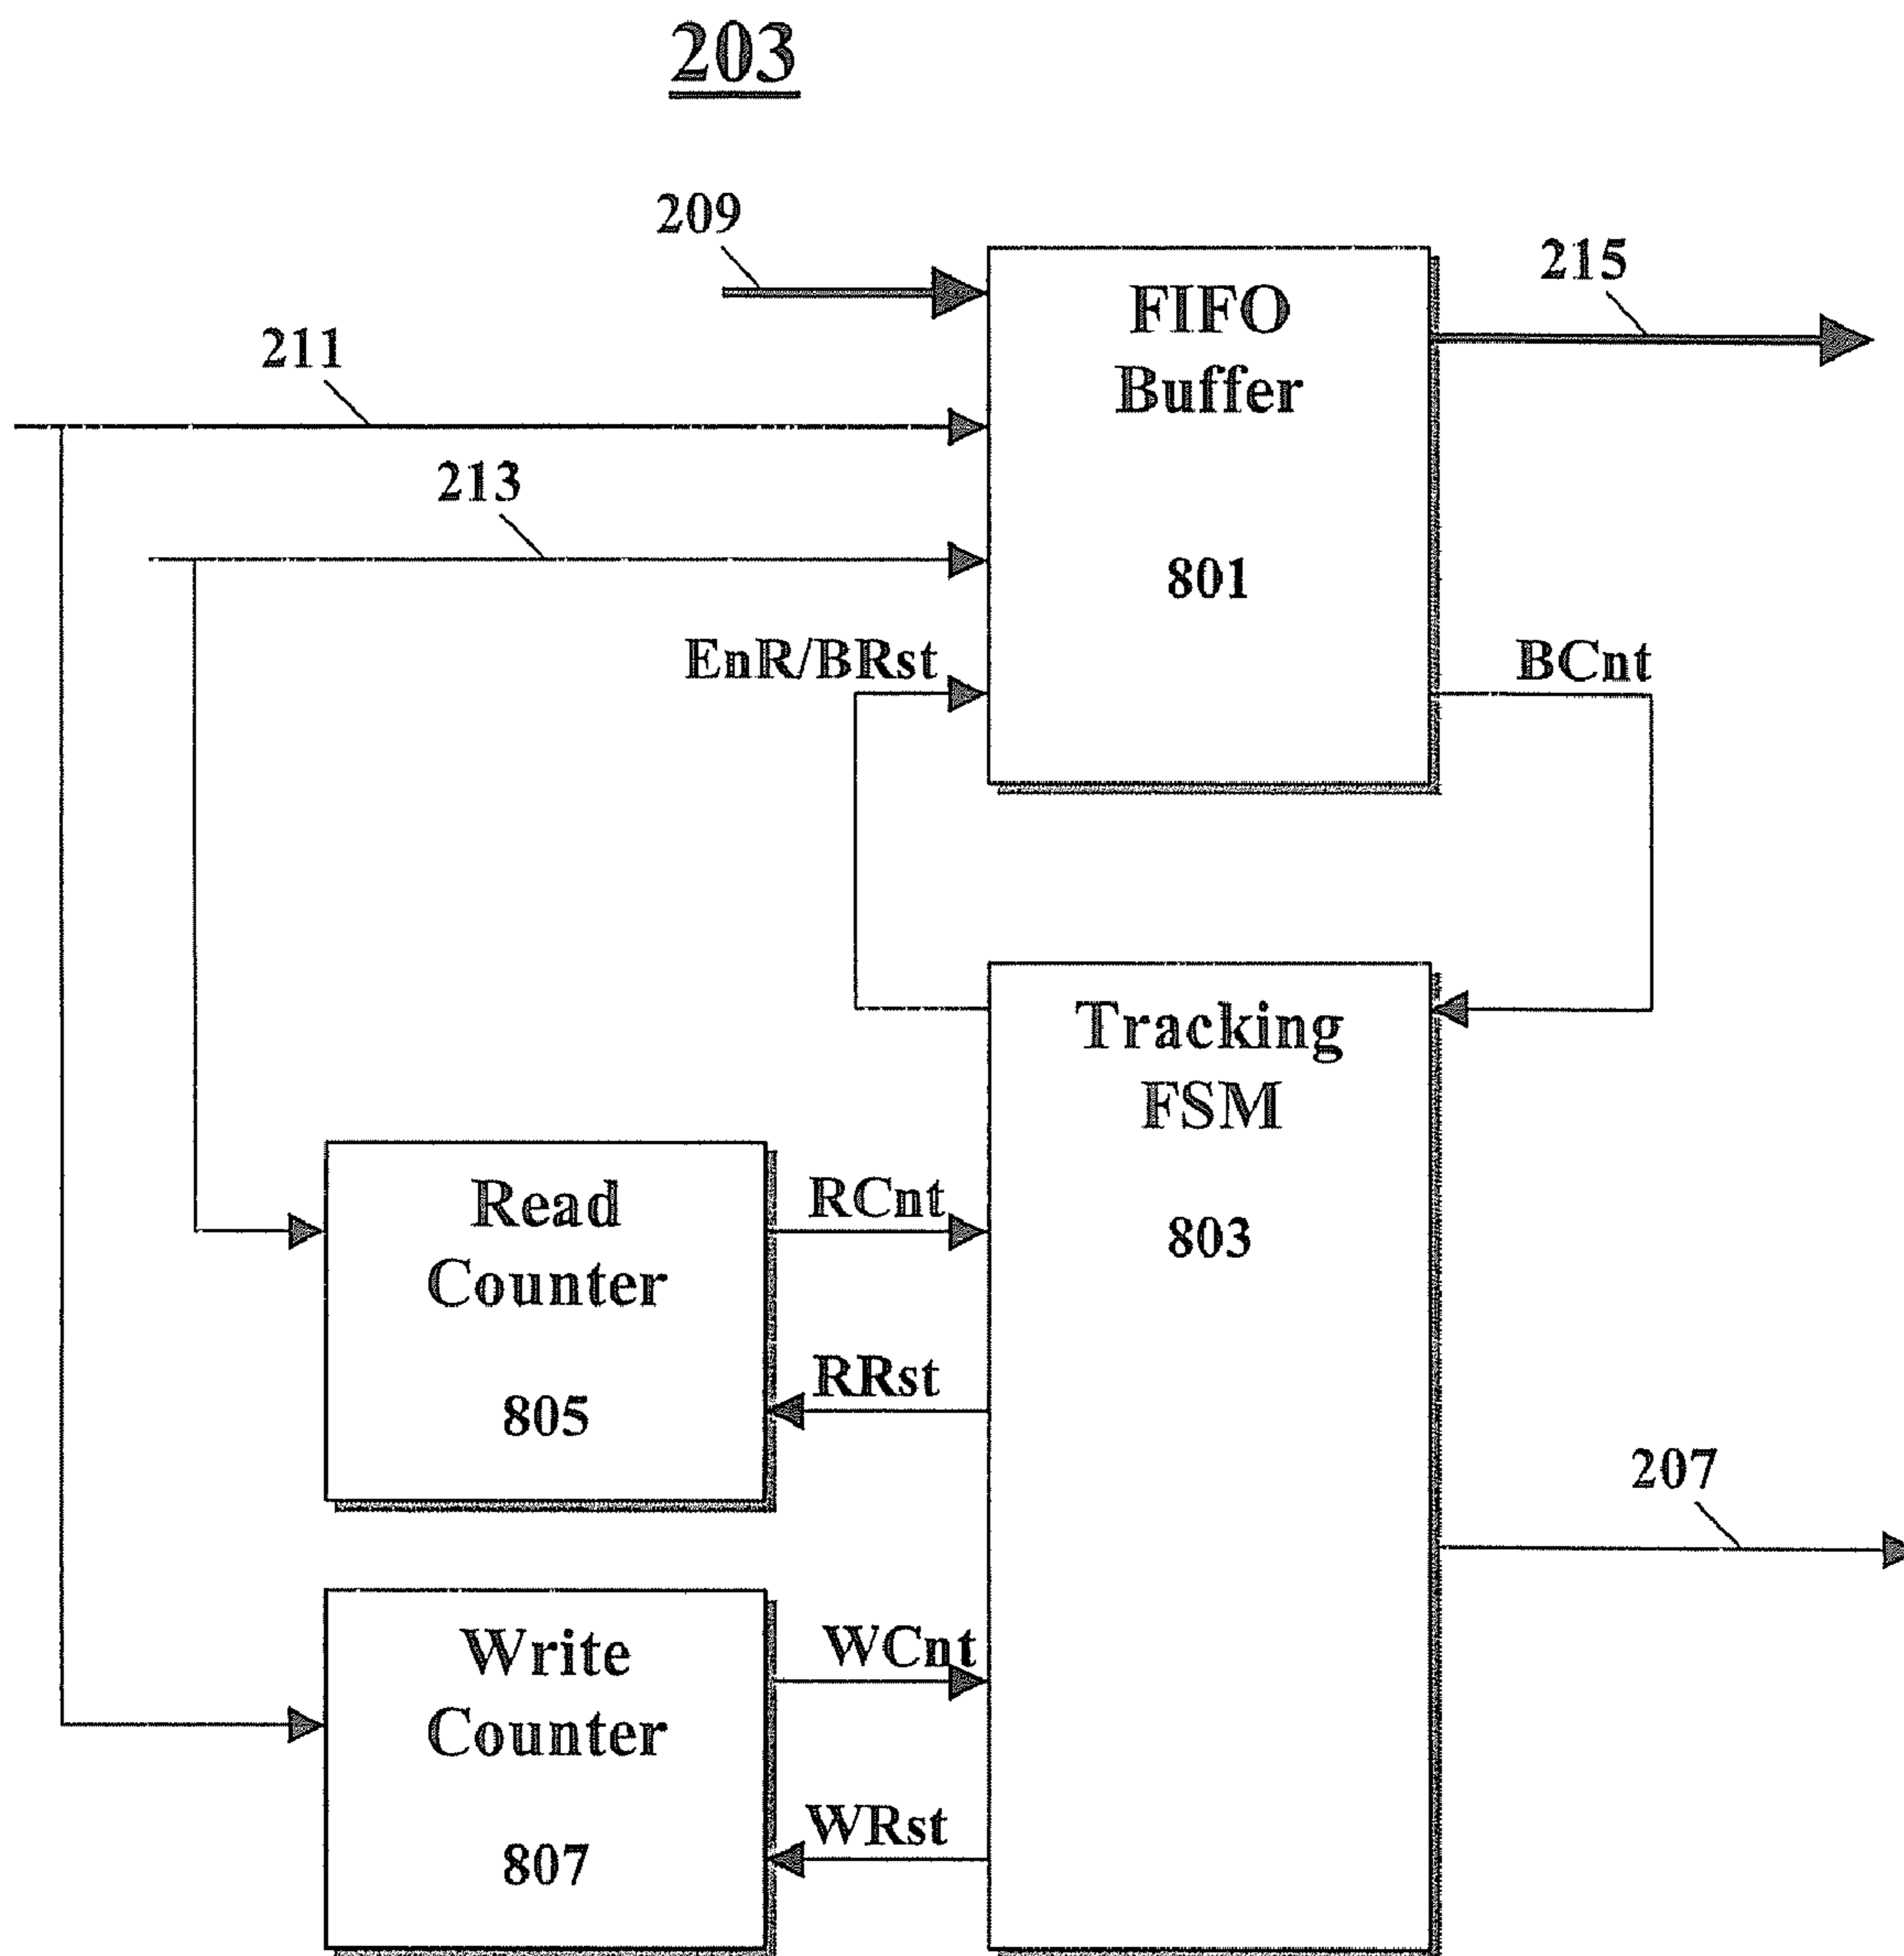 203
209
215
FIFO
Buffer
211
213
801
EnR/BRst
BCnt
Tracking
FSM
803
Read
Counter
805
RCnt
RRst
207
Write
Counter
807
WCnt
WRst